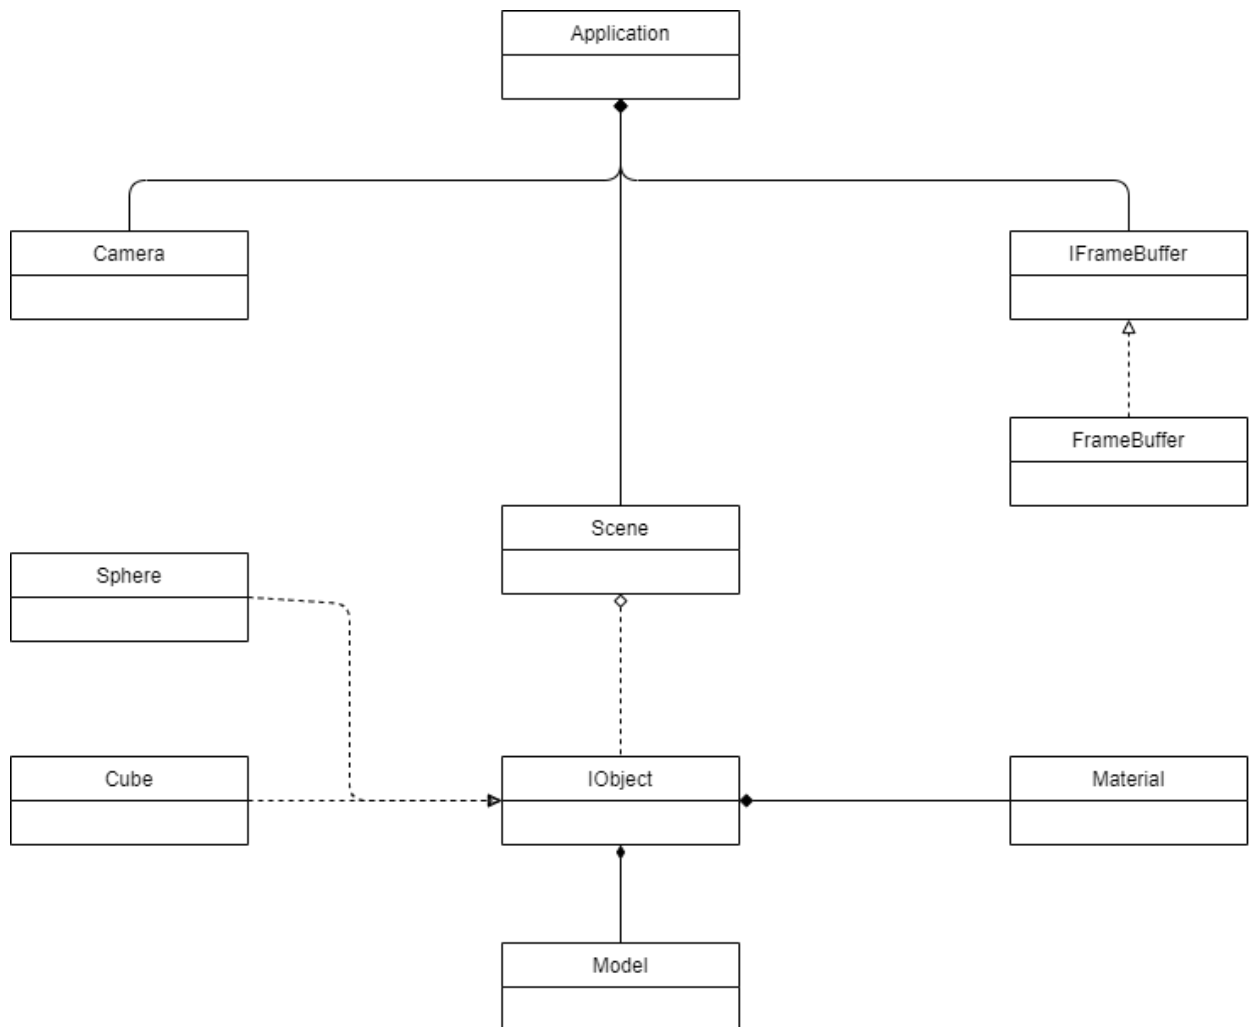 Application
Camera
IFrameBuffer
FrameBuffer
Scene
Sphere
Cube
IObject
Material
Model